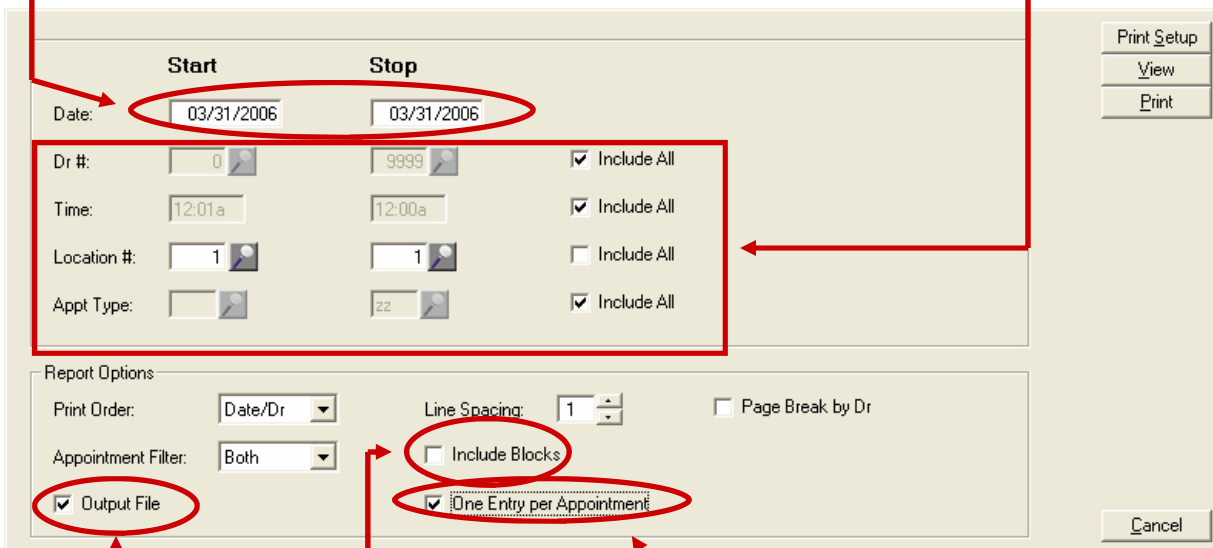 Print Setup
Start Stop
View
Date: 03/31/2006 03/31/2006
Print
Dr #: 0 9999 Include All
Time: 12:01a 12:00a Include All
Location #: 1 1 Include All
Appt Type: zz Include All
Report Options
Print Order: Date/Dr Line Spacing: 1 Page Break by Dr
Appointment Filter: Both Include Blocks
Output File One Entry per Appointment
Cancel